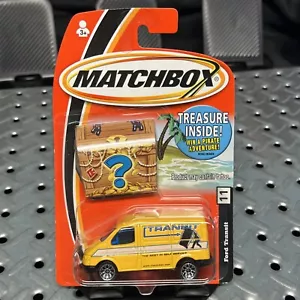 3+
MATCHBOX
TREASURE
INSIDE!
WIN A PIRATE
ADVENTURE!
?
TRANSIT
11
Ford Transit